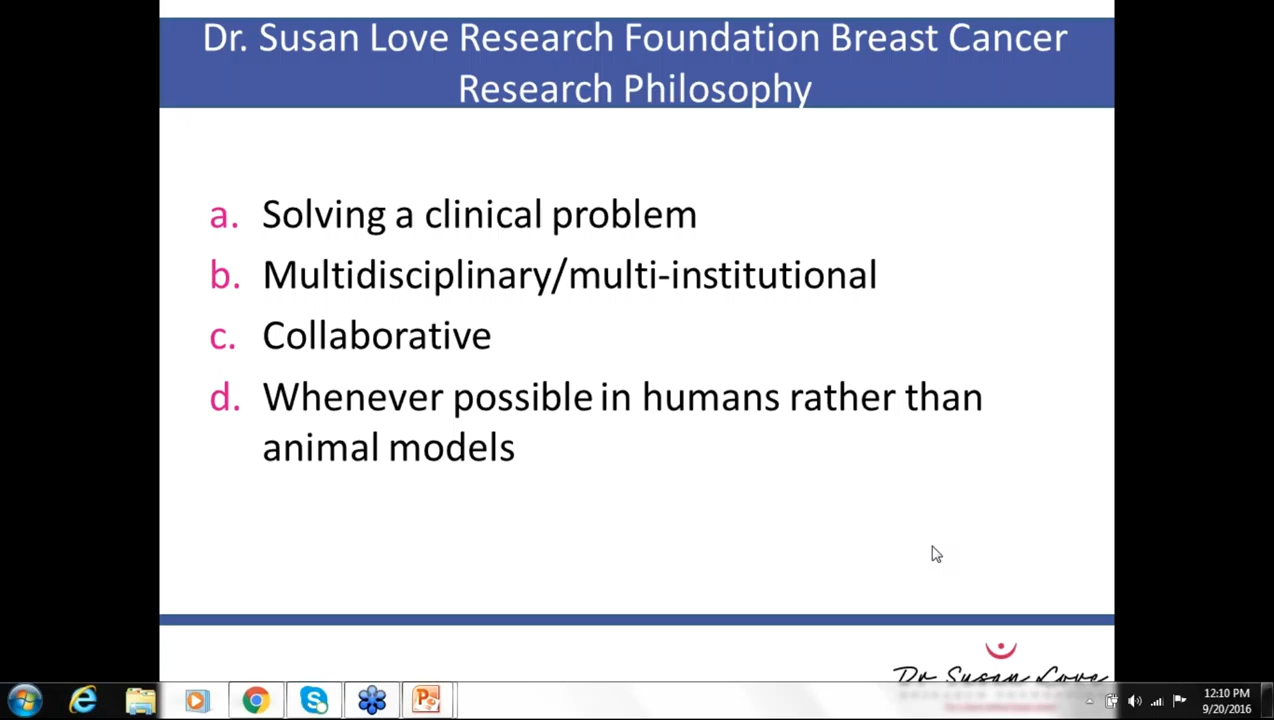 Dr. Susan Love Research Foundation Breast Cancer
Research Philosophy
a. Solving a clinical problem
b. Multidisciplinary/multi-institutional
c. Collaborative
d. Whenever possible in humans rather than
animal models
Dr Susan Love
12:10 PM
9/20/2016